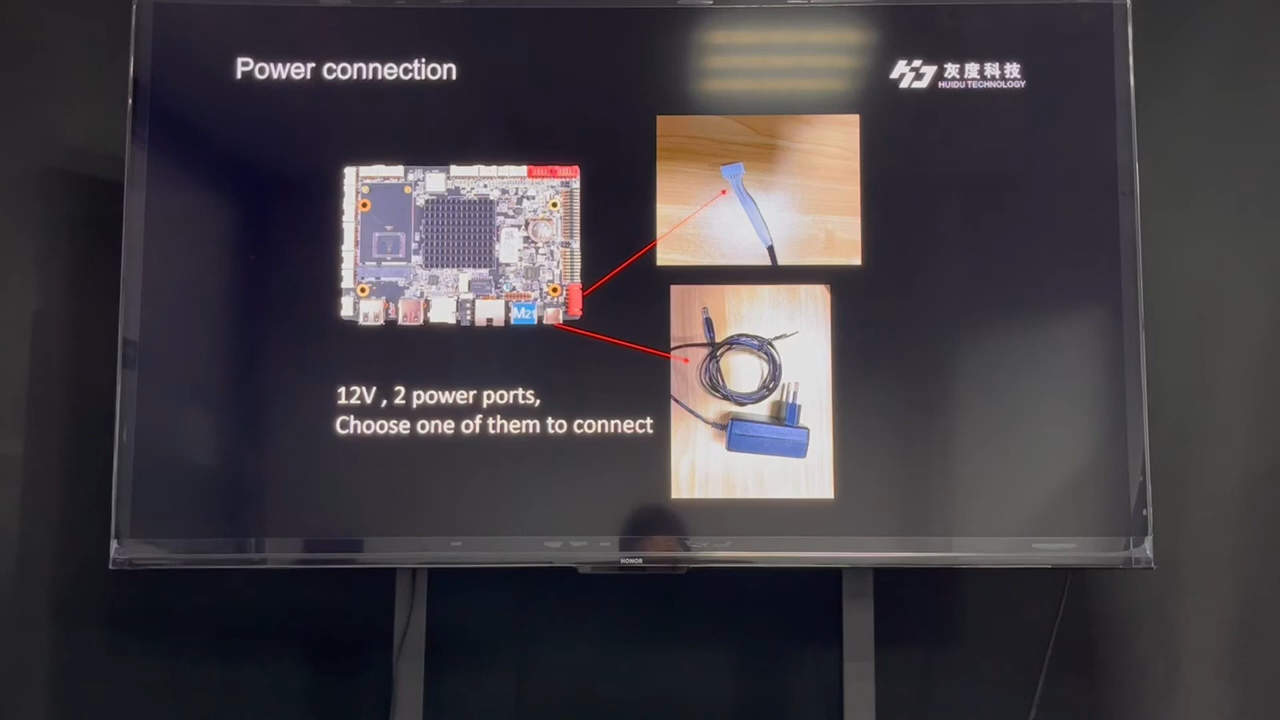 Power connection
灰度科技
HUIDU TECHNOLOGY
M21
12V , 2 power ports,
Choose one of them to connect
HONOR